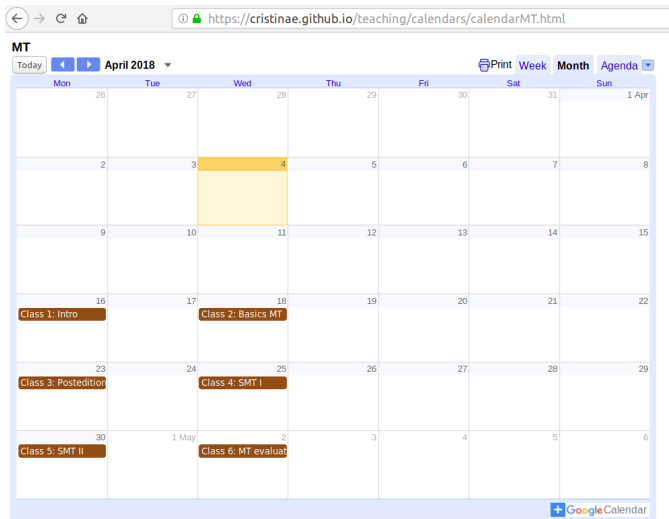 https://cristinae.github.io/teaching/calendars/calendarMT.html
MT
Today April 2018 Print Week Month Agenda
Mon Tue Wed Thu Fri Sat Sun
26 27 28 29 30 31 1 Apr
2 3 4 5 6 7 8
9 10 11 12 13 14 15
16 17 18 19 20 21 22
Class 1: Intro Class 2: Basics MT
23 24 25 26 27 28 29
Class 3: Postedition Class 4: SMT I
30 1 May 2 3 4 5 6
Class 5: SMT II Class 6: MT evaluat
Google Calendar